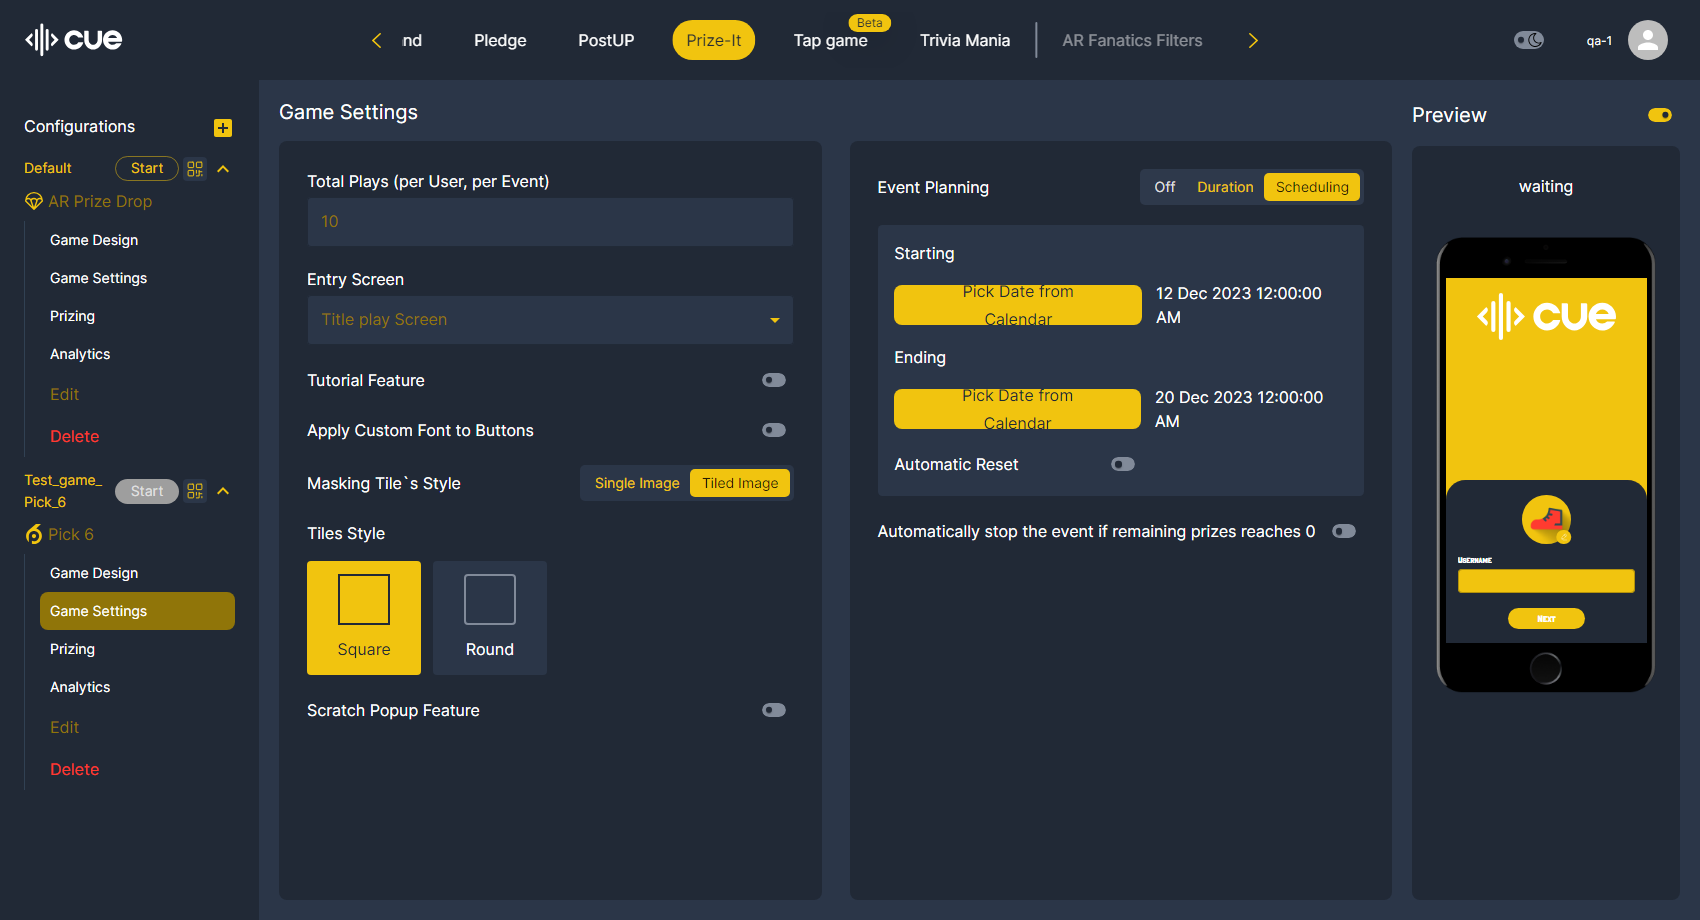 cue
nd
Pledge
PostUP
Prize-It
Beta
Tap game
Trivia Mania
AR Fanatics Filters
qa-1
Configurations
Default
Start
AR Prize Drop
Game Design
Game Settings
Prizing
Analytics
Edit
Delete
Test_game_
Pick_6
Start
Pick 6
Game Design
Game Settings
Prizing
Analytics
Edit
Delete
Game Settings
Total Plays (per User, per Event)
10
Entry Screen
Title play Screen
Tutorial Feature
Apply Custom Font to Buttons
Masking Tile`s Style
Single Image
Tiled Image
Tiles Style
Square
Round
Scratch Popup Feature
Event Planning
Off
Duration
Scheduling
Starting
Pick Date from
Calendar
12 Dec 2023 12:00:00
AM
Ending
Pick Date from
Calendar
20 Dec 2023 12:00:00
AM
Automatic Reset
Automatically stop the event if remaining prizes reaches 0
Preview
waiting
cue
Username
Next